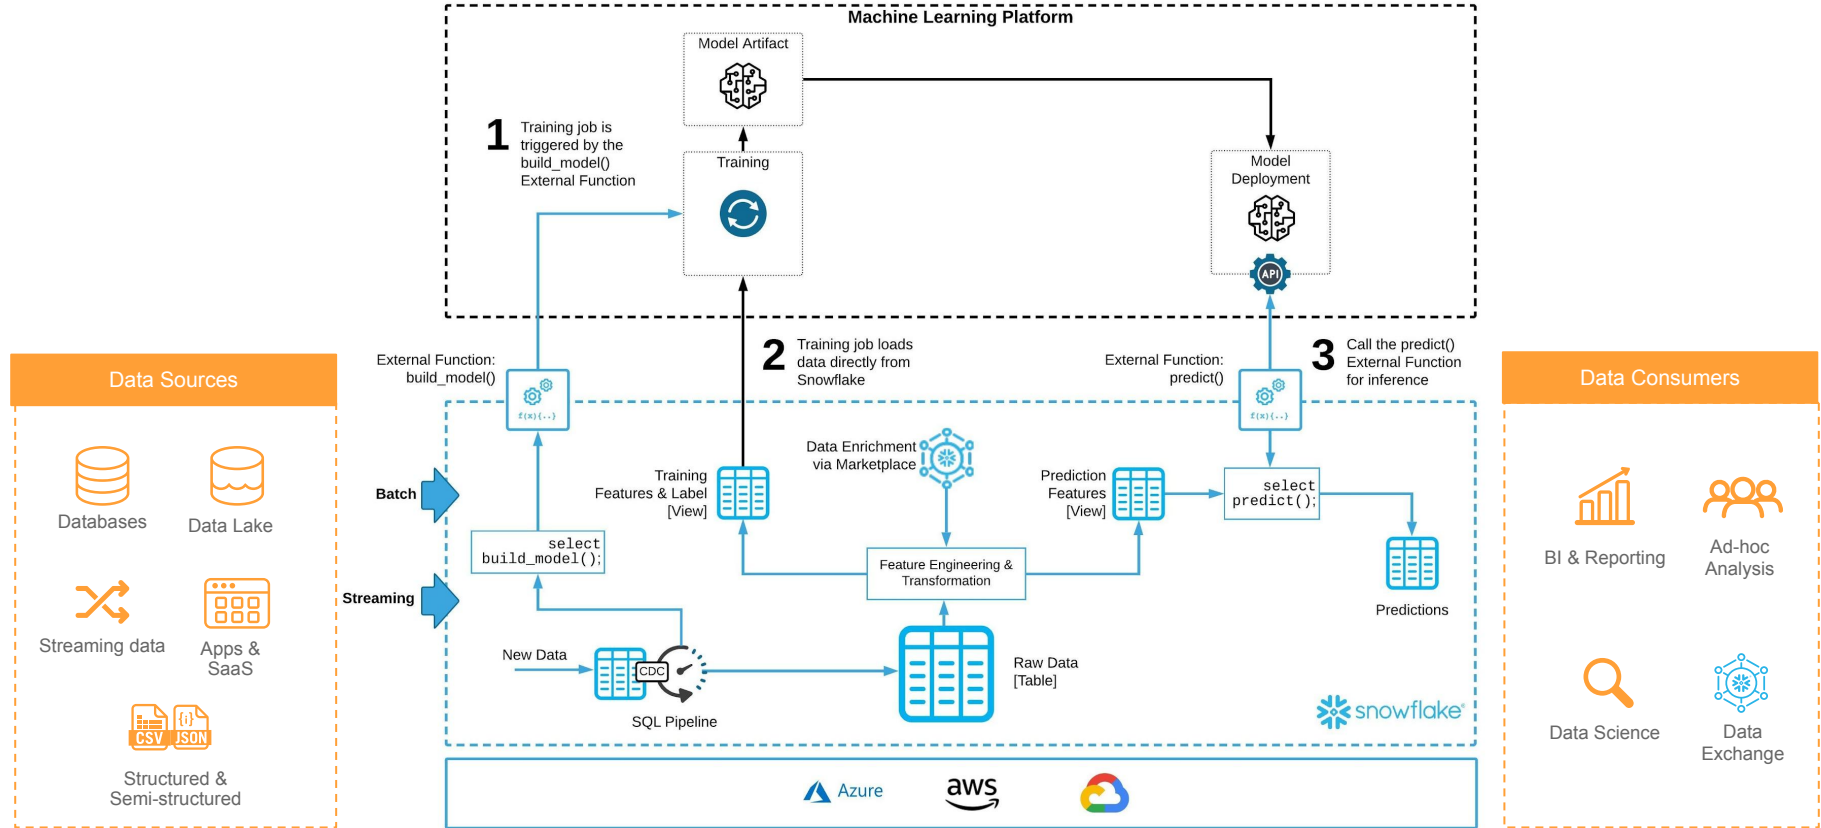 Machine Learning Platform
Model Artifact
1
Training job is
triggered by the
build_model()
External Function
Training
Model
Deployment
API
External Function:
build_model()
f(x){..}
2
Training job loads
data directly from
Snowflake
External Function:
predict()
f(x){..}
3
Call the predict()
External Function
for inference
Data Sources
Databases
Data Lake
Streaming data
Apps &
SaaS
CSV
{i}
JSON
Structured &
Semi-structured
Batch
Streaming
select
build_model();
Training
Features & Label
[View]
Data Enrichment
via Marketplace
Prediction
Features
[View]
select
predict();
Feature Engineering &
Transformation
Predictions
New Data
CDC
SQL Pipeline
Raw Data
[Table]
snowflake®
Azure
aws
Data Consumers
BI & Reporting
Ad-hoc
Analysis
Data Science
Data
Exchange